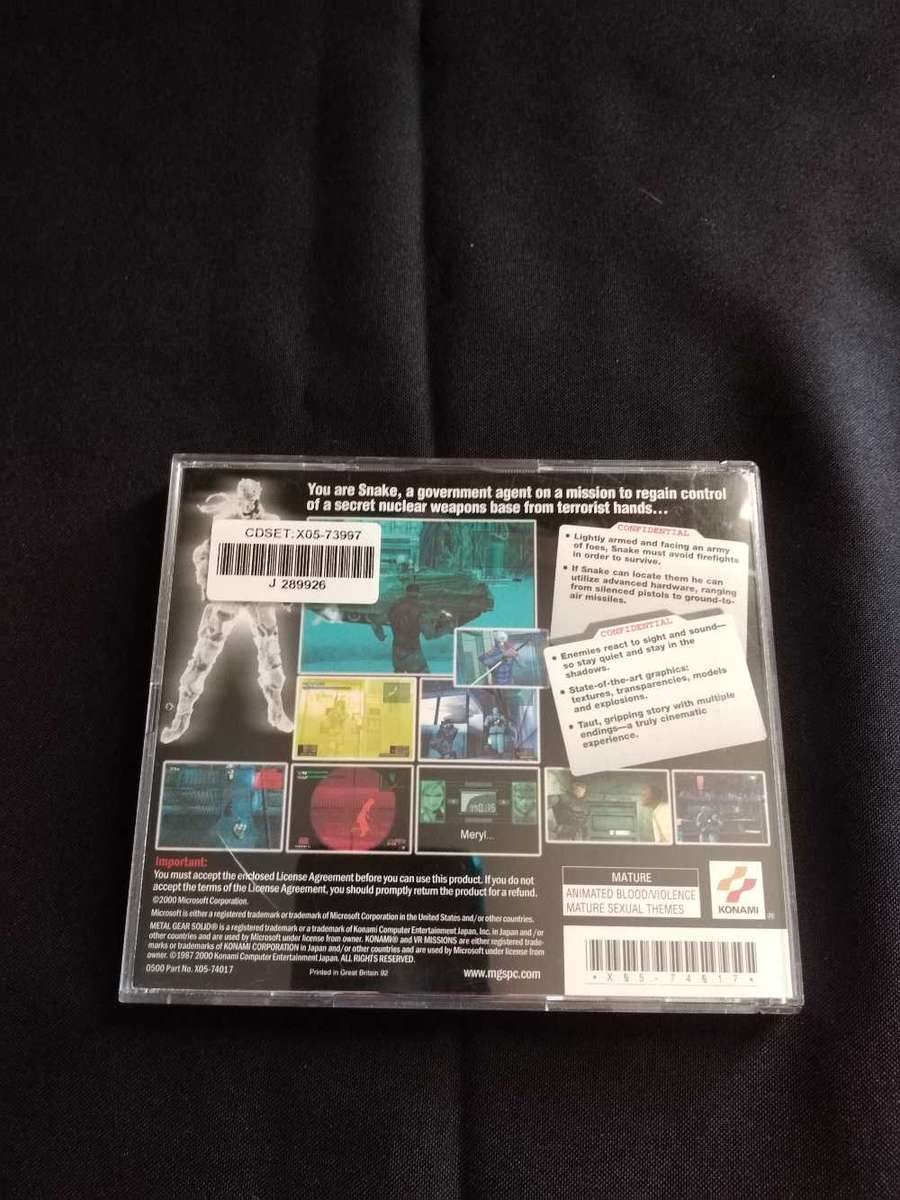 You are Snake, a government agent on a mission to regain control
of a secret nuclear weapons base from terrorist hands...
CDSET:X05-73997
J 289926
CONFIDENTIAL
• Lightly armed and facing an army
of foes, Snake must avoid firefights
in order to survive.
• If Snake can locate them he can
utilize advanced hardware, ranging
from silenced pistols to ground-to-
air missiles.
CONFIDENTIAL
• Enemies react to sight and sound—
so stay quiet and stay in the
shadows.
• State-of-the-art graphics:
textures, transparencies, models
and explosions.
• Taut, gripping story with multiple
endings—a truly cinematic
experience.
Meryl...
Important:
You must accept the enclosed License Agreement before you can use this product. If you do not
accept the terms of the License Agreement, you should promptly return the product for a refund.
©2000 Microsoft Corporation.
Microsoft is either a registered trademark or trademark of Microsoft Corporation in the United States and/or other countries.
METAL GEAR SOLID® is a registered trademark or a trademark of Konami Computer Entertainment Japan, Inc. in Japan and /or
other countries and are used by Microsoft under license from owner. KONAMI® and VR MISSIONS are either registered trade-
marks or trademarks of KONAMI CORPORATION in Japan and/or other countries and are used by Microsoft under license from
owner. ©1987 2000 Konami Computer Entertainment Japan. ALL RIGHTS RESERVED.
0500 Part No. X05-74017
Printed in Great Britain 92
www.mgspc.com
MATURE
ANIMATED BLOOD/VIOLENCE
MATURE SEXUAL THEMES
KONAMI
*X05-74017*